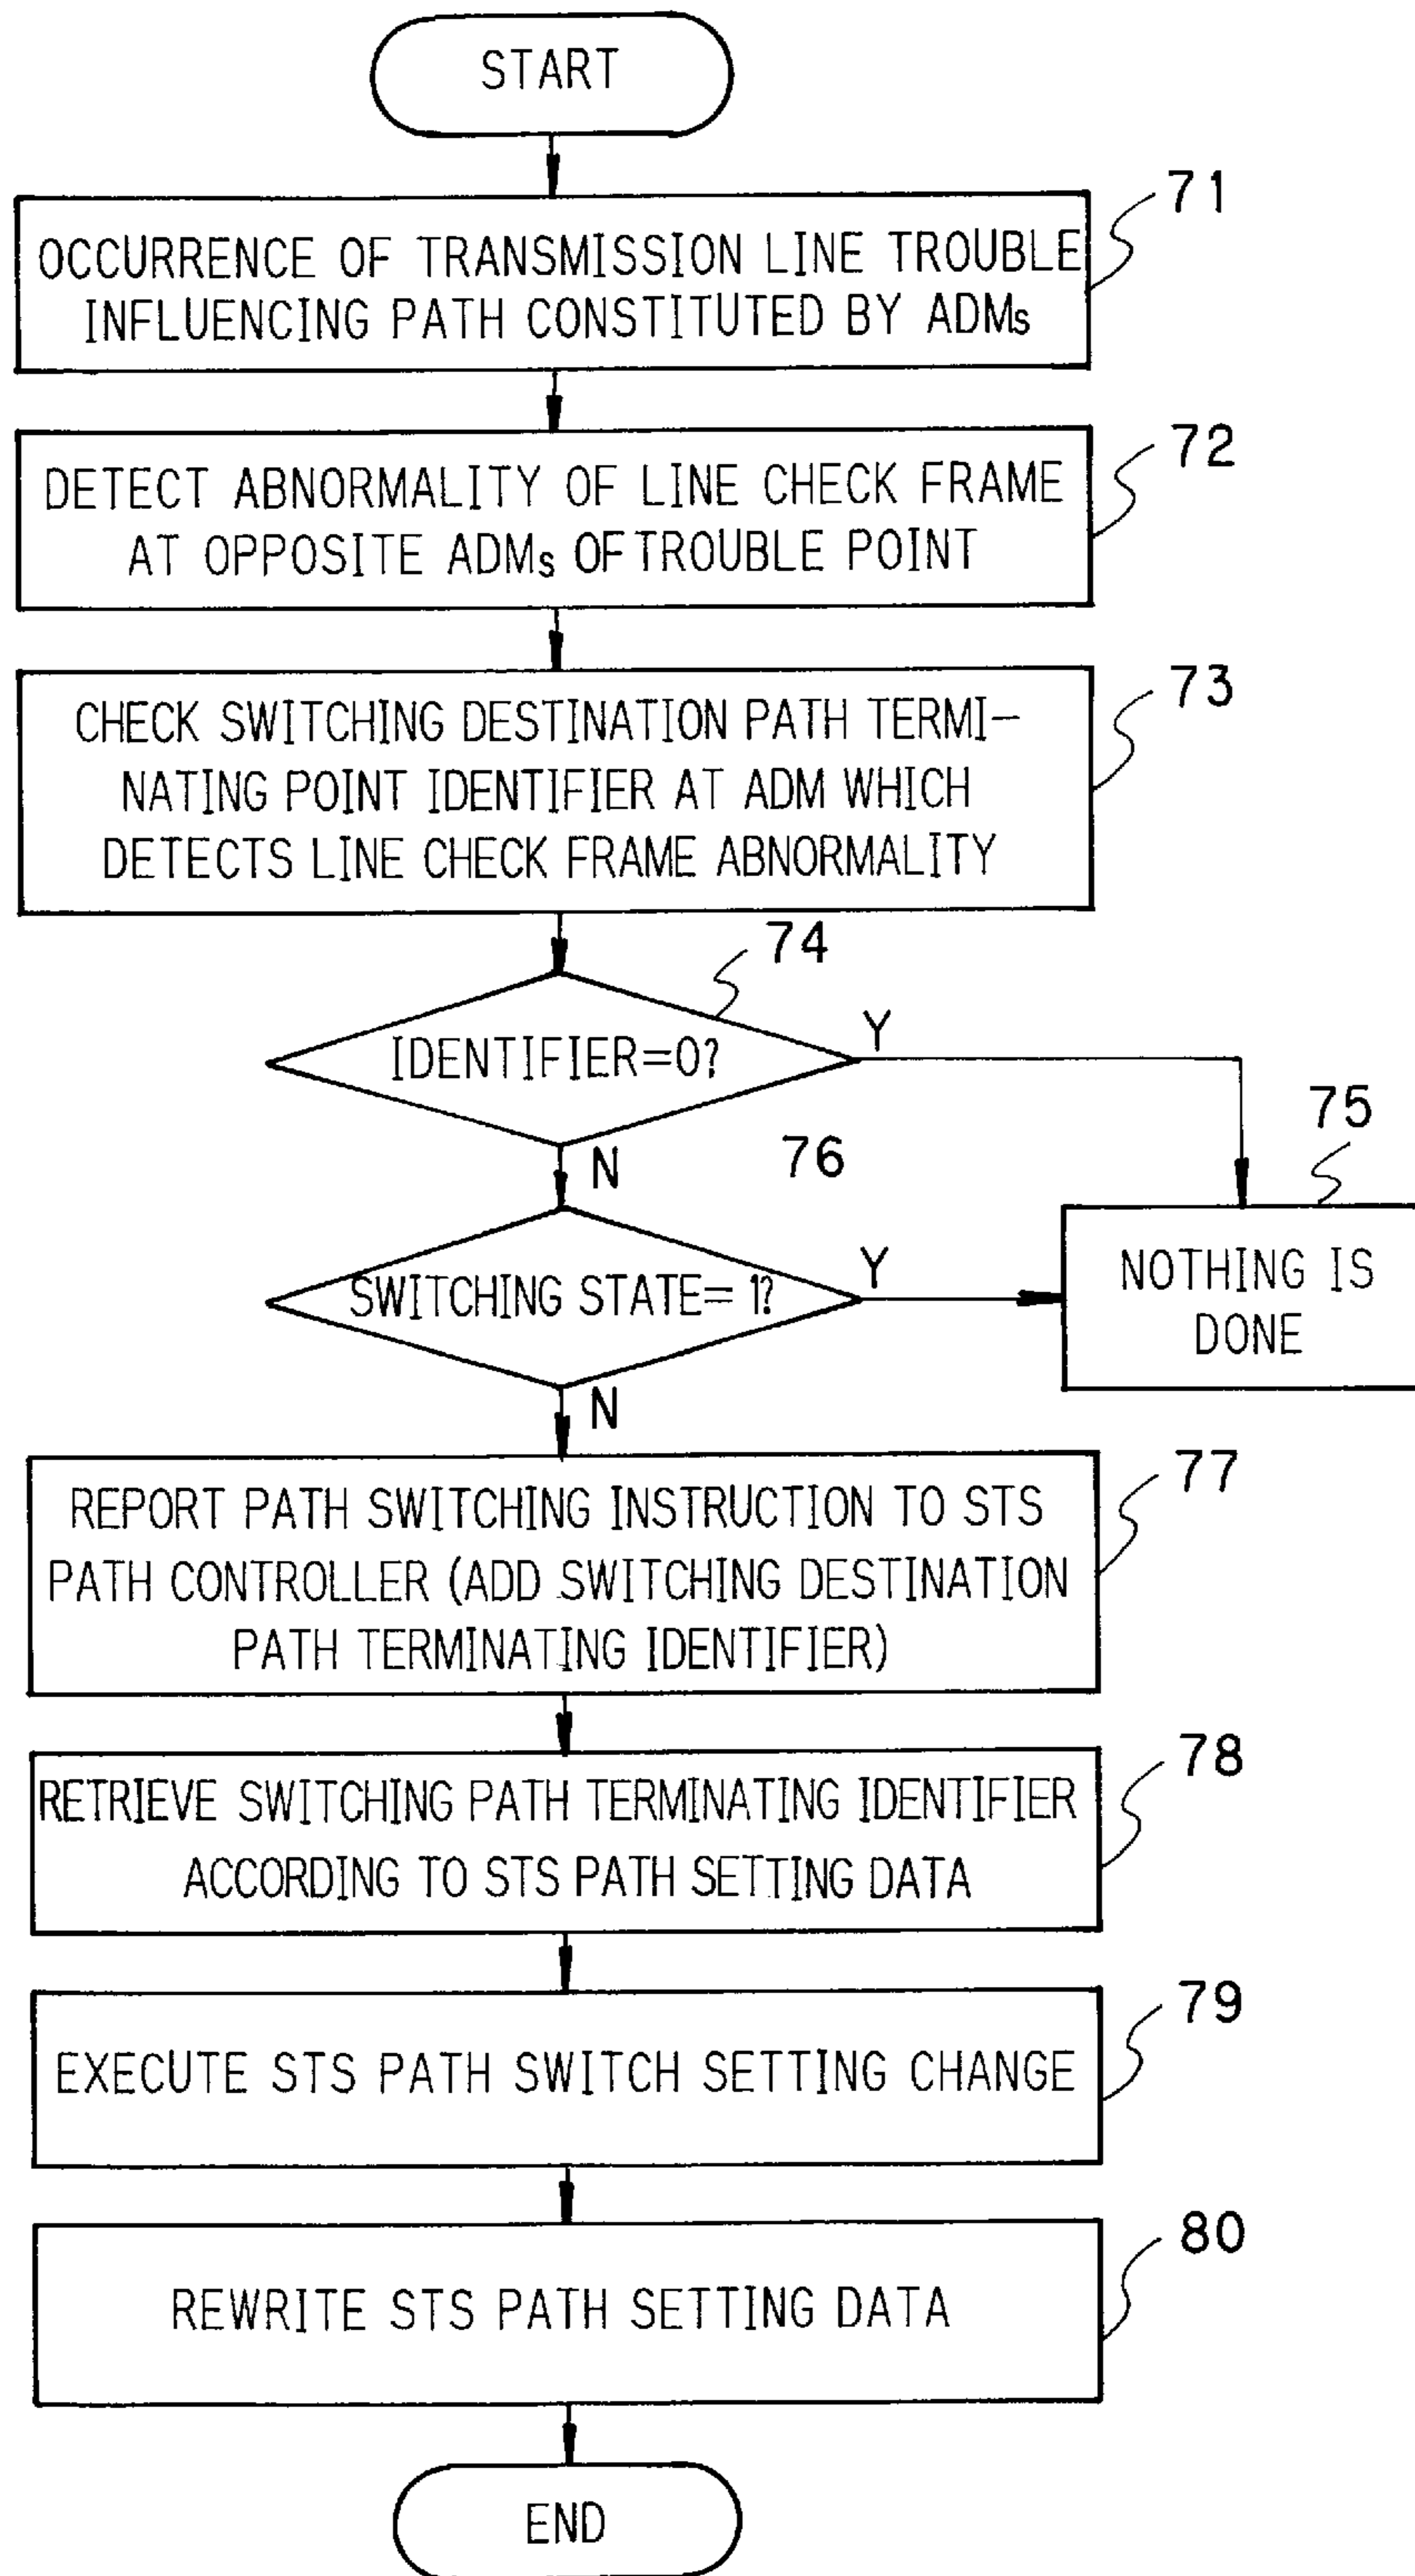 START
71
OCCURRENCE OF TRANSMISSION LINE TROUBLE
INFLUENCING PATH CONSTITUTED BY ADMs
72
DETECT ABNORMALITY OF LINE CHECK FRAME
AT OPPOSITE ADMs OF TROUBLE POINT
73
CHECK SWITCHING DESTINATION PATH TERMI-
NATING POINT IDENTIFIER AT ADM WHICH
DETECTS LINE CHECK FRAME ABNORMALITY
74
IDENTIFIER=0?
Y
N
75
NOTHING IS
DONE
76
SWITCHING STATE= 1?
Y
N
77
REPORT PATH SWITCHING INSTRUCTION TO STS
PATH CONTROLLER (ADD SWITCHING DESTINATION
PATH TERMINATING IDENTIFIER)
78
RETRIEVE SWITCHING PATH TERMINATING IDENTIFIER
ACCORDING TO STS PATH SETTING DATA
79
EXECUTE STS PATH SWITCH SETTING CHANGE
80
REWRITE STS PATH SETTING DATA
END